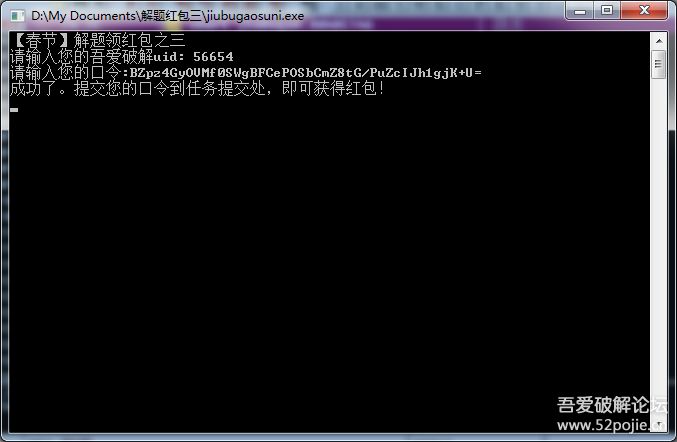 D:\My Documents\解题红包三\jiubugaosuni.exe
【春节】解题领红包之三
请输入您的吾爱破解uid: 56654
请输入您的口令:BZpz4GyOVMf0SWgBFCePOSbCmZ8tG/PuZcIJh1gjK+U=
成功了。提交您的口令到任务提交处，即可获得红包!
吾爱破解论坛
www.52pojie.cn